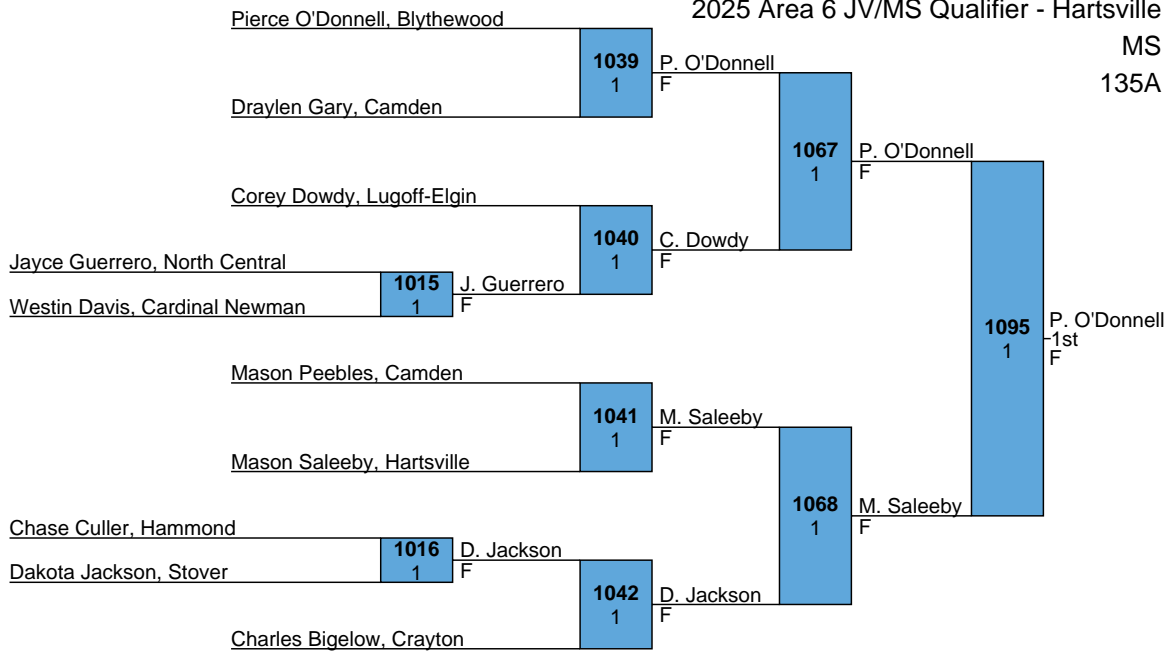 2025 Area 6 JV/MS Qualifier - Hartsville
MS
135A
Pierce O'Donnell, Blythewood
1039
1
P. O'Donnell
F
Draylen Gary, Camden
1067
1
P. O'Donnell
F
Corey Dowdy, Lugoff-Elgin
1040
1
C. Dowdy
F
Jayce Guerrero, North Central
1015
1
J. Guerrero
F
Westin Davis, Cardinal Newman
1095
1
P. O'Donnell
1st
F
Mason Peebles, Camden
1041
1
M. Saleeby
F
Mason Saleeby, Hartsville
1068
1
M. Saleeby
F
Chase Culler, Hammond
1016
1
D. Jackson
F
Dakota Jackson, Stover
1042
1
D. Jackson
F
Charles Bigelow, Crayton